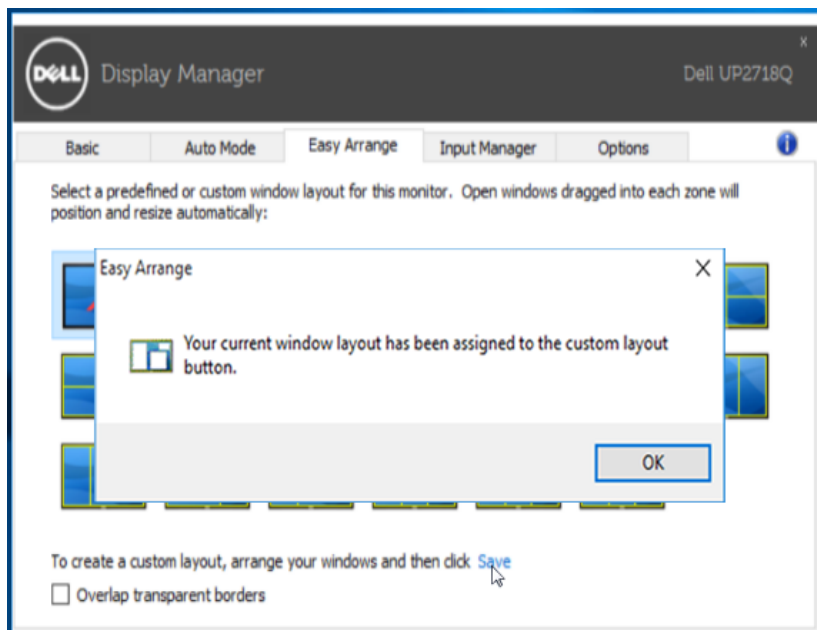 DELL Display Manager
x
Dell UP2718Q
Basic Auto Mode Easy Arrange Input Manager Options
i
Select a predefined or custom window layout for this monitor. Open windows dragged into each zone will
position and resize automatically:
Easy Arrange
Your current window layout has been assigned to the custom layout
button.
OK
To create a custom layout, arrange your windows and then click Save
Overlap transparent borders